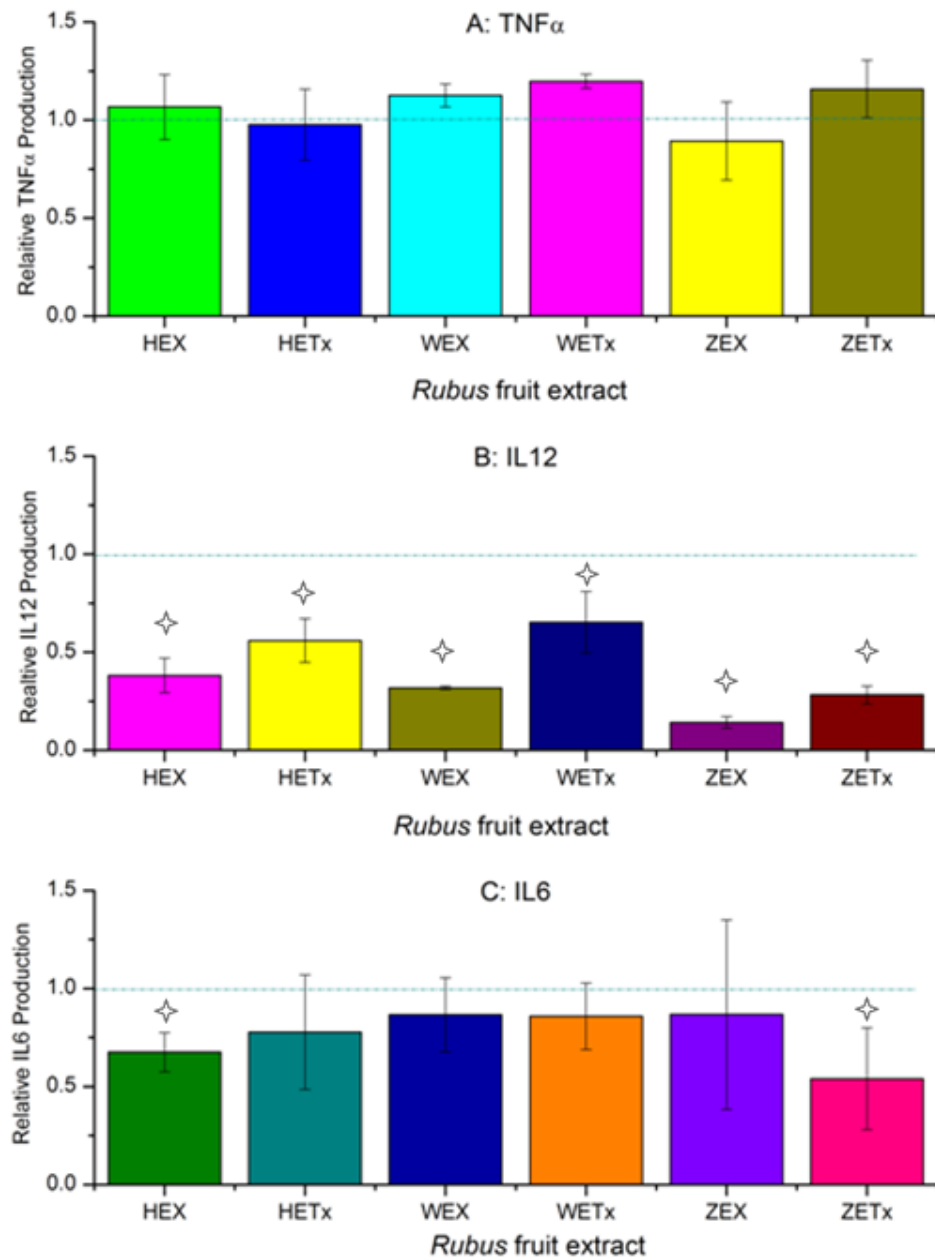 A: TNFα
Relaitive TNFα Production
1.5
1.0
0.5
0.0
HEX HETx WEX WETx ZEX ZETx
Rubus fruit extract
B: IL12
Realtive IL12 Production
1.5
1.0
0.5
0.0
HEX HETx WEX WETx ZEX ZETx
Rubus fruit extract
C: IL6
Relative IL6 Production
1.5
1.0
0.5
0.0
HEX HETx WEX WETx ZEX ZETx
Rubus fruit extract